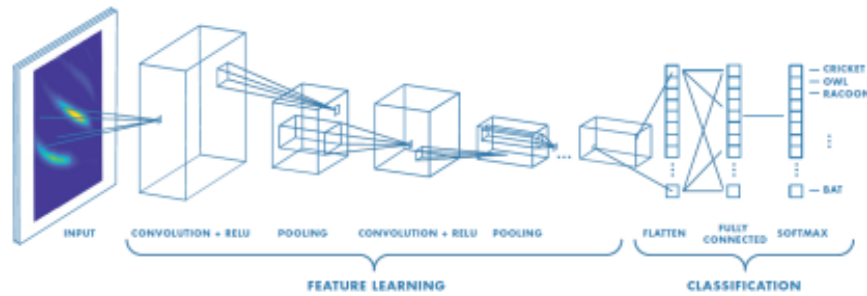 CRICKET
OWL
RACOON
...
BAT
INPUT
CONVOLUTION + RELU
POOLING
CONVOLUTION + RELU
POOLING
FLATTEN
FULLY
CONNECTED
SOFTMAX
FEATURE LEARNING
CLASSIFICATION